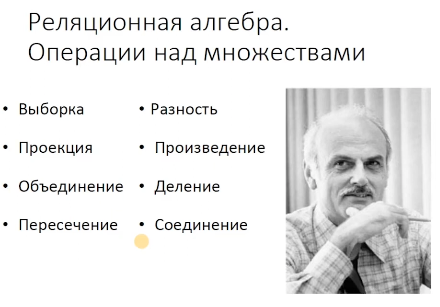 Реляционная алгебра.
Операции над множествами
• Выборка
• Проекция
• Объединение
• Пересечение
• Разность
• Произведение
• Деление
• Соединение